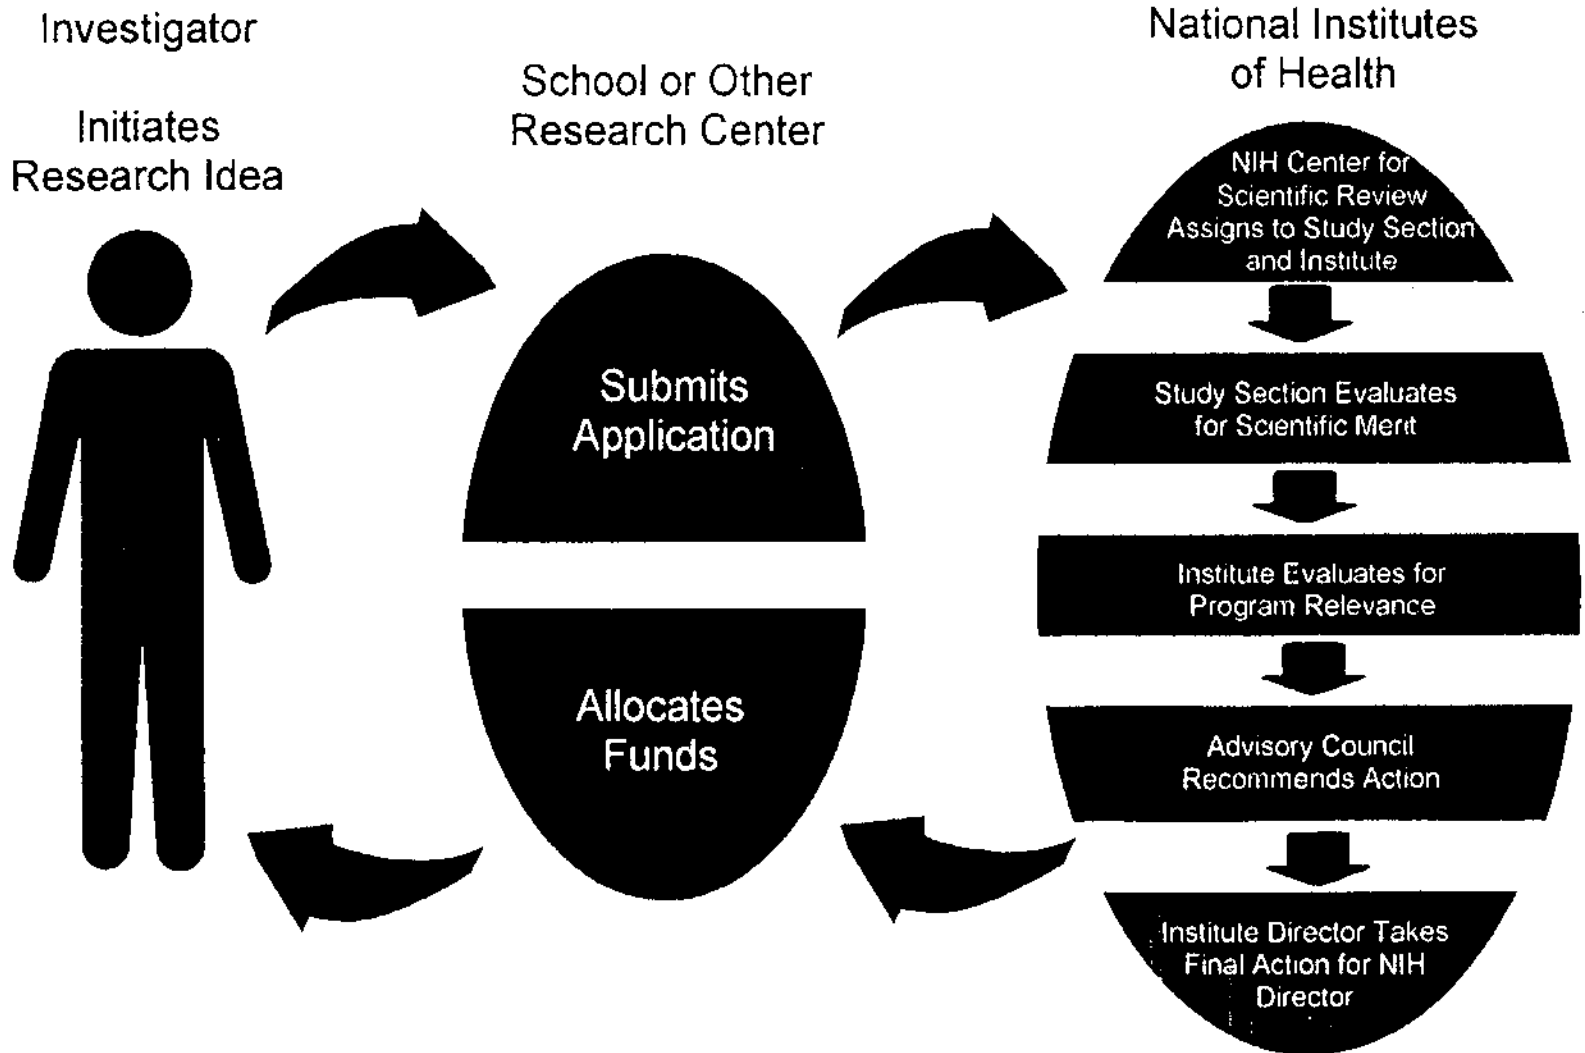 Investigator
Initiates
Research Idea
School or Other
Research Center
Submits
Application
Allocates
Funds
National Institutes
of Health
NIH Center for
Scientific Review
Assigns to Study Section
and Institute
Study Section Evaluates
for Scientific Merit
Institute Evaluates for
Program Relevance
Advisory Council
Recommends Action
Institute Director Takes
Final Action for NIH
Director